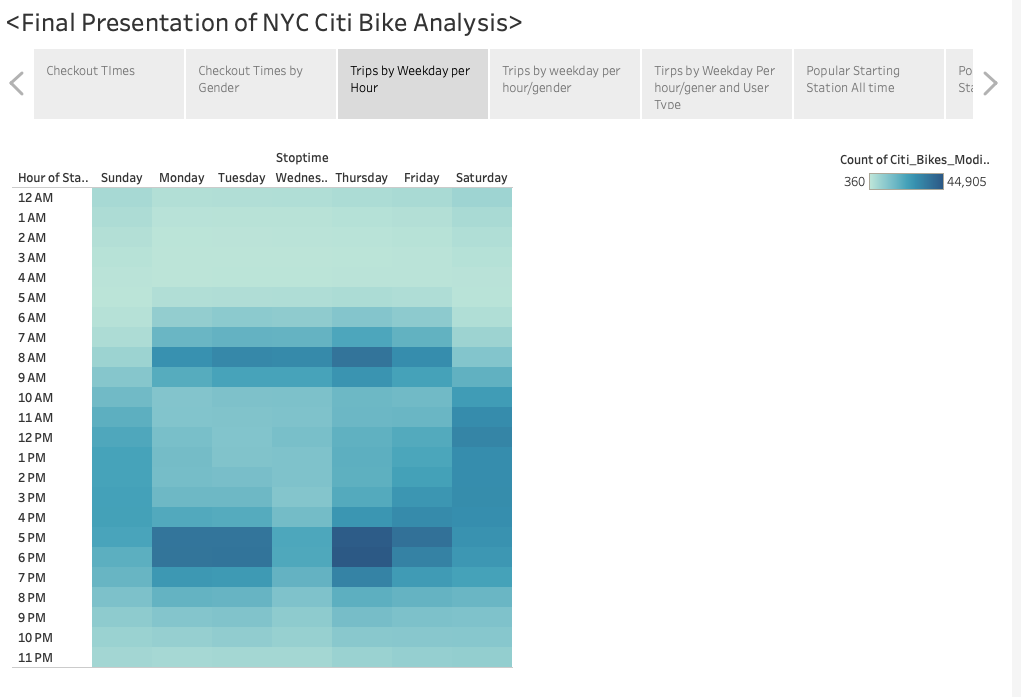 <Final Presentation of NYC Citi Bike Analysis>
Checkout TImes
Checkout Times by
Gender
Trips by Weekday per
Hour
Trips by weekday per
hour/gender
Tirps by Weekday Per
hour/gener and User
Type
Popular Starting
Station All time
Po
Sta
Stoptime
Hour of Sta.. Sunday Monday Tuesday Wednes.. Thursday Friday Saturday
12 AM
1 AM
2 AM
3 AM
4 AM
5 AM
6 AM
7 AM
8 AM
9 AM
10 AM
11 AM
12 PM
1 PM
2 PM
3 PM
4 PM
5 PM
6 PM
7 PM
8 PM
9 PM
10 PM
11 PM
Count of Citi_Bikes_Modi..
360 44,905